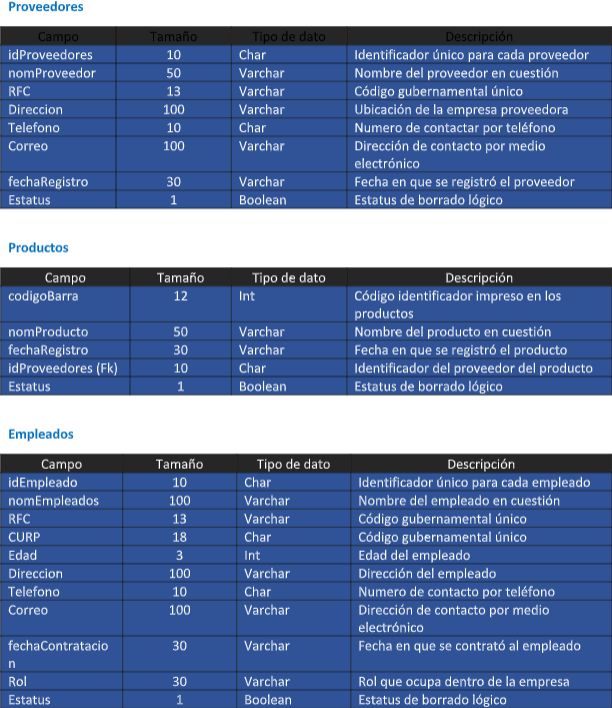 Proveedores
Campo Tamaño Tipo de dato Descripción
idProveedores 10 Char Identificador único para cada proveedor
nomProveedor 50 Varchar Nombre del proveedor en cuestión
RFC 13 Varchar Código gubernamental único
Direccion 100 Varchar Ubicación de la empresa proveedora
Telefono 10 Char Numero de contactar por teléfono
Correo 100 Varchar Dirección de contacto por medio
electrónico
fechaRegistro 30 Varchar Fecha en que se registró el proveedor
Estatus 1 Boolean Estatus de borrado lógico
Productos
Campo Tamaño Tipo de dato Descripción
codigoBarra 12 Int Código identificador impreso en los
productos
nomProducto 50 Varchar Nombre del producto en cuestión
fechaRegistro 30 Varchar Fecha en que se registró el producto
idProveedores (Fk) 10 Char Identificador del proveedor del producto
Estatus 1 Boolean Estatus de borrado lógico
Empleados
Campo Tamaño Tipo de dato Descripción
idEmpleado 10 Char Identificador único para cada empleado
nomEmpleados 100 Varchar Nombre del empleado en cuestión
RFC 13 Varchar Código gubernamental único
CURP 18 Char Código gubernamental único
Edad 3 Int Edad del empleado
Direccion 100 Varchar Dirección del empleado
Telefono 10 Char Numero de contacto por teléfono
Correo 100 Varchar Dirección de contacto por medio
electrónico
fechaContratacio 30 Varchar Fecha en que se contrató al empleado
n
Rol 30 Varchar Rol que ocupa dentro de la empresa
Estatus 1 Boolean Estatus de borrado lógico